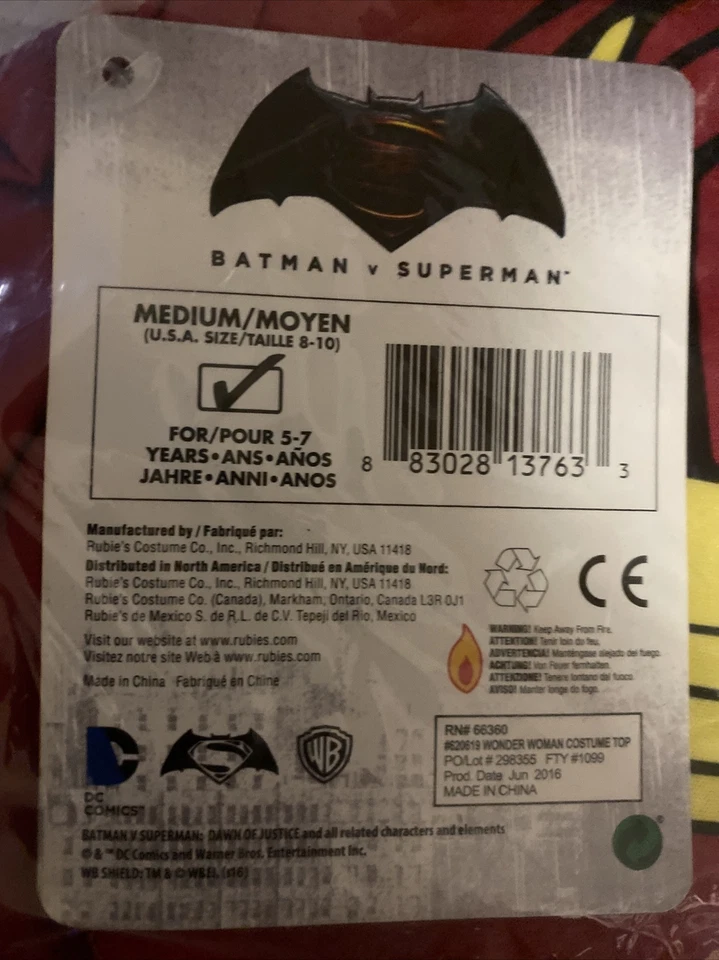 BATMAN v SUPERMAN™
MEDIUM/MOYEN
(U.S.A. SIZE/TAILLE 8-10)
FOR/POUR 5-7
YEARS•ANS•AÑOS
JAHRE•ANNI•ANOS
8 83028 13763 3
Manufactured by / Fabriqué par:
Rubie's Costume Co., Inc., Richmond Hill, NY, USA 11418
Distributed in North America / Distribué en Amérique du Nord:
Rubie's Costume Co., Inc., Richmond Hill, NY, USA 11418
Rubie's Costume Co. (Canada), Markham, Ontario, Canada L3R 0J1
Rubie's de Mexico S. de R.L. de C.V. Tepeji del Rio, Mexico
Visit our website at www.rubies.com
Visitez notre site Web à www.rubies.com
Made in China Fabriqué en Chine
CE
WARNING! Keep Away From Fire.
ATTENTION! Tenir loin du feu.
ADVERTENCIA! Manténgase alejado del fuego.
ACHTUNG! Von Feuer fernhalten.
ATTENZIONE! Tenere lontano dal fuoco.
AVISO! Manter longe do fogo.
DC
COMICS™
WB
RN# 66360
#620619 WONDER WOMAN COSTUME TOP
PO/Lot # 298355 FTY #1099
Prod. Date Jun 2016
MADE IN CHINA
BATMAN V SUPERMAN: DAWN OF JUSTICE and all related characters and elements
© & ™ DC Comics and Warner Bros. Entertainment Inc.
WB SHIELD: TM & © WBEI. (s16)